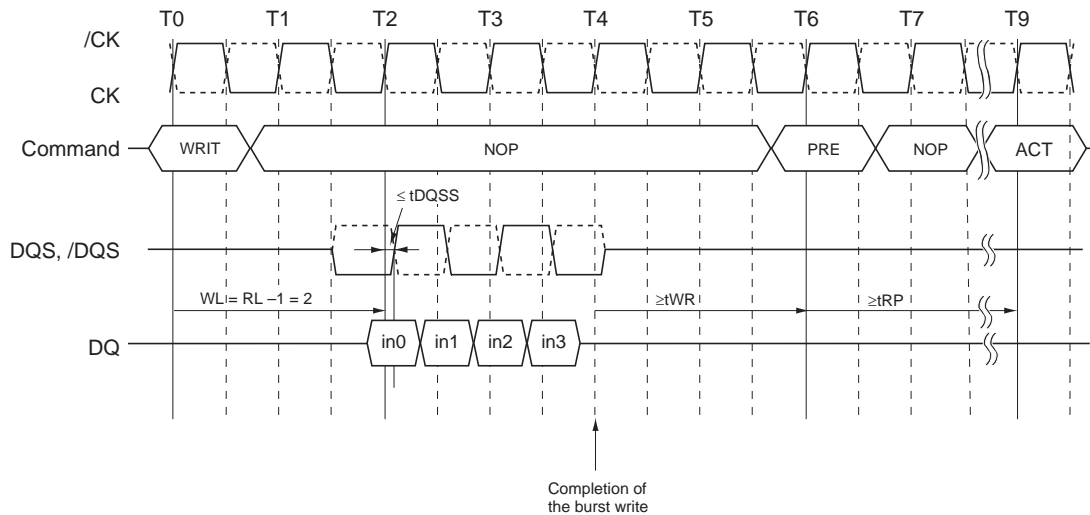 T0 T1 T2 T3 T4 T5 T6 T7 T9
/CK
CK
Command WRIT NOP PRE NOP ACT
≤ tDQSS
DQS, /DQS
WL = RL –1 = 2 ≥tWR ≥tRP
DQ in0 in1 in2 in3
Completion of
the burst write